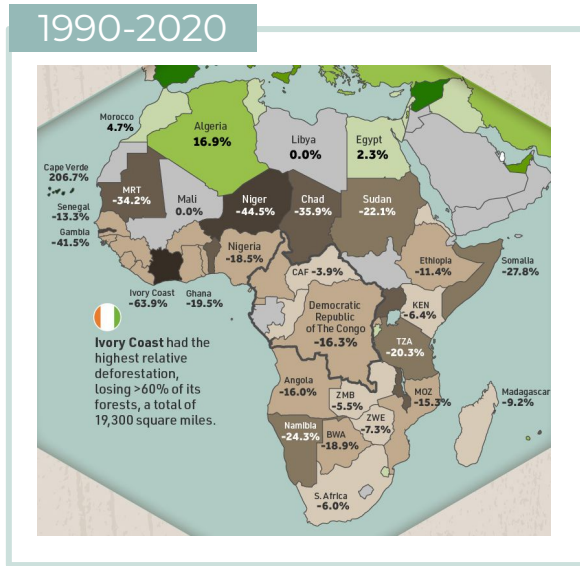 1990-2020
Morocco
4.7%
Algeria
16.9%
Libya
0.0%
Egypt
2.3%
Cape Verde
206.7%
MRT
-34.2%
Mali
0.0%
Niger
-44.5%
Chad
-35.9%
Sudan
-22.1%
Senegal
-13.3%
Gambia
-41.5%
Nigeria
-18.5%
CAF -3.9%
Ethiopia
-11.4%
Somalia
-27.8%
Ivory Coast
-63.9%
Ghana
-19.5%
KEN
-6.4%
Democratic
Republic
of The Congo
-16.3%
TZA
-20.3%
Ivory Coast had the
highest relative
deforestation,
losing >60% of its
forests, a total of
19,300 square miles.
Angola
-16.0%
ZMB
-5.5%
MOZ
-15.3%
Madagascar
-9.2%
ZWE
-7.3%
Namibia
-24.3%
BWA
-18.9%
S. Africa
-6.0%